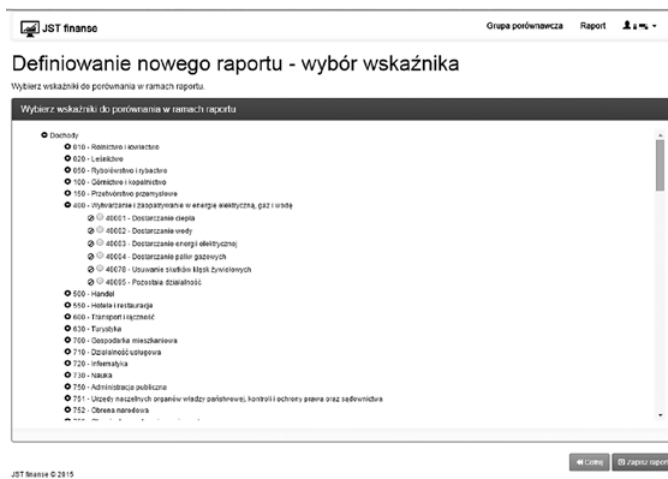 JST finanse
Grupa porównawcza Raport
Definiowanie nowego raportu - wybór wskaźnika
Wybierz wskaźniki do porównania w ramach raportu.
Wybierz wskaźniki do porównania w ramach raportu
Dochody
010 - Rolnictwo i łowiectwo
020 - Leśnictwo
050 - Rybołówstwo i rybactwo
100 - Górnictwo i kopalnictwo
150 - Przetwórstwo przemysłowe
400 - Wytwarzanie i zaopatrywanie w energię elektryczną, gaz i wodę
40001 - Dostarczanie ciepła
40002 - Dostarczanie wody
40003 - Dostarczanie energii elektrycznej
40004 - Dostarczanie paliw gazowych
40078 - Usuwanie skutków klęsk żywiołowych
40095 - Pozostała działalność
500 - Handel
550 - Hotele i restauracje
600 - Transport i łączność
630 - Turystyka
700 - Gospodarka mieszkaniowa
710 - Działalność usługowa
720 - Informatyka
730 - Nauka
750 - Administracja publiczna
751 - Urzędy naczelnych organów władzy państwowej, kontroli i ochrony prawa oraz sądownictwa
752 - Obrona narodowa
Cofnij Zapisz raport
JST finanse © 2015